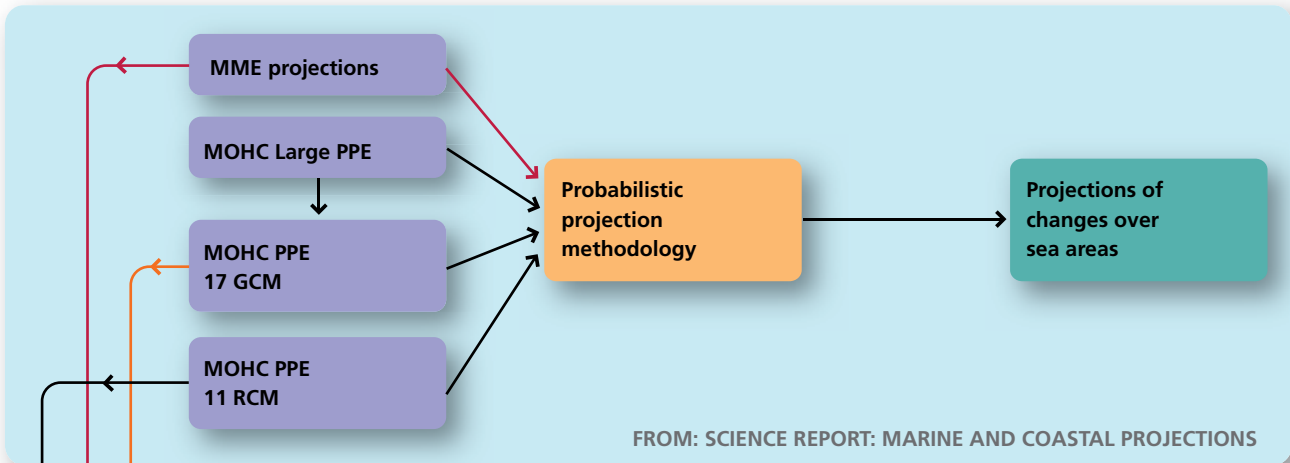 MME projections
MOHC Large PPE
MOHC PPE
17 GCM
MOHC PPE
11 RCM
Probabilistic
projection
methodology
Projections of
changes over
sea areas
FROM: SCIENCE REPORT: MARINE AND COASTAL PROJECTIONS